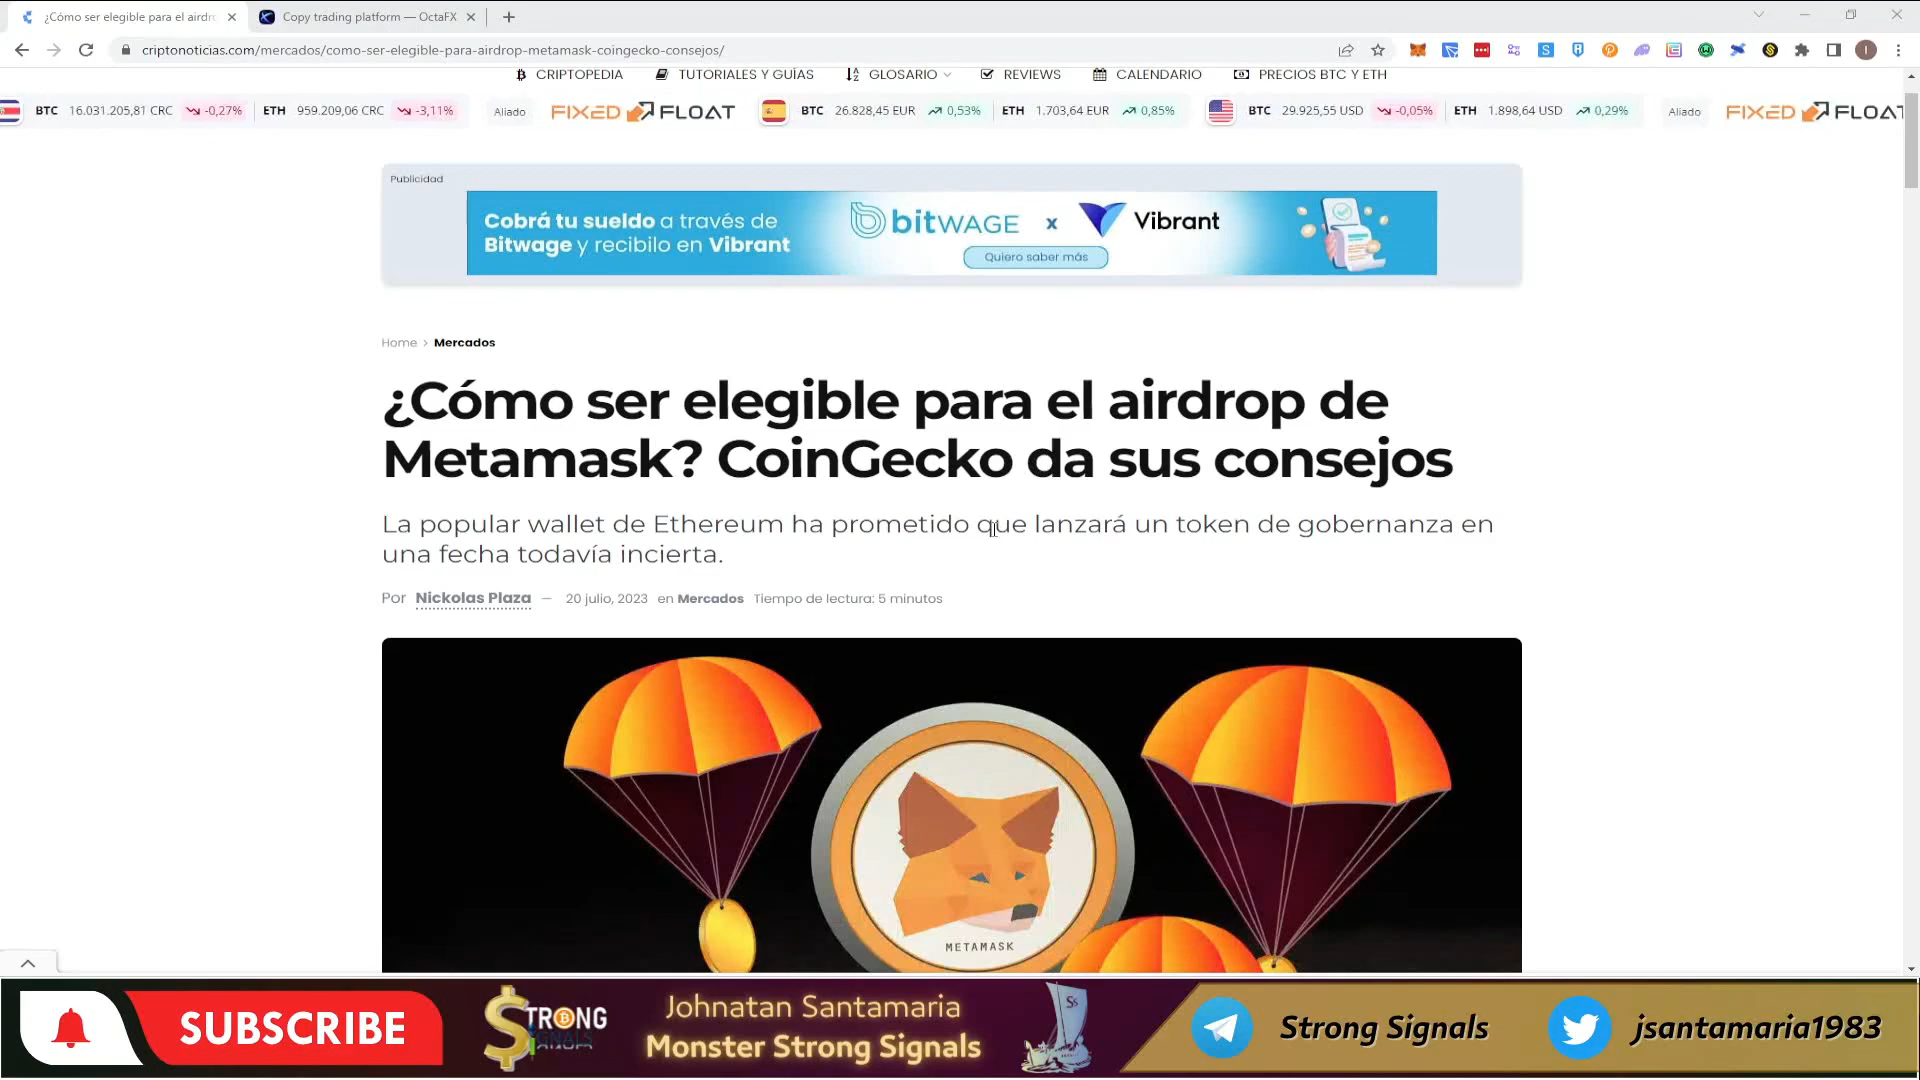 ¿Cómo ser elegible para el airdro
Copy trading platform — OctaFX
criptonoticias.com/mercados/como-ser-elegible-para-airdrop-metamask-coingecko-consejos/
CRIPTOPEDIA TUTORIALES Y GUÍAS GLOSARIO REVIEWS CALENDARIO PRECIOS BTC Y ETH
BTC 16.031.205,81 CRC -0,27% ETH 959.209,06 CRC -3,11% Aliado FIXED FLOAT BTC 26.828,45 EUR 0,53% ETH 1.703,64 EUR 0,85% BTC 29.925,55 USD -0,05% ETH 1.898,64 USD 0,29% Aliado FIXED FLOAT
Publicidad
Cobrá tu sueldo a través de
Bitwage y recibilo en Vibrant
bitWAGE x Vibrant
Quiero saber más
Home > Mercados
¿Cómo ser elegible para el airdrop de
Metamask? CoinGecko da sus consejos
La popular wallet de Ethereum ha prometido que lanzará un token de gobernanza en
una fecha todavía incierta.
Por Nickolas Plaza — 20 julio, 2023 en Mercados Tiempo de lectura: 5 minutos
METAMASK
SUBSCRIBE
STRONG
SIGNALS
Johnatan Santamaria
Monster Strong Signals
Ss
Strong Signals
jsantamaria1983